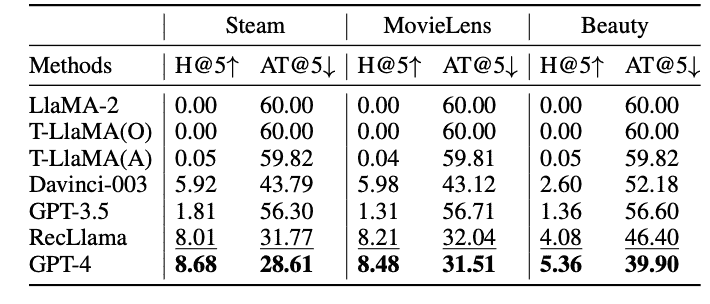 Steam MovieLens Beauty
Methods H@5↑ AT@5↓ H@5↑ AT@5↓ H@5↑ AT@5↓
LlaMA-2 0.00 60.00 0.00 60.00 0.00 60.00
T-LlaMA(O) 0.00 60.00 0.00 60.00 0.00 60.00
T-LlaMA(A) 0.05 59.82 0.04 59.81 0.05 59.82
Davinci-003 5.92 43.79 5.98 43.12 2.60 52.18
GPT-3.5 1.81 56.30 1.31 56.71 1.36 56.60
RecLlama 8.01 31.77 8.21 32.04 4.08 46.40
GPT-4 8.68 28.61 8.48 31.51 5.36 39.90